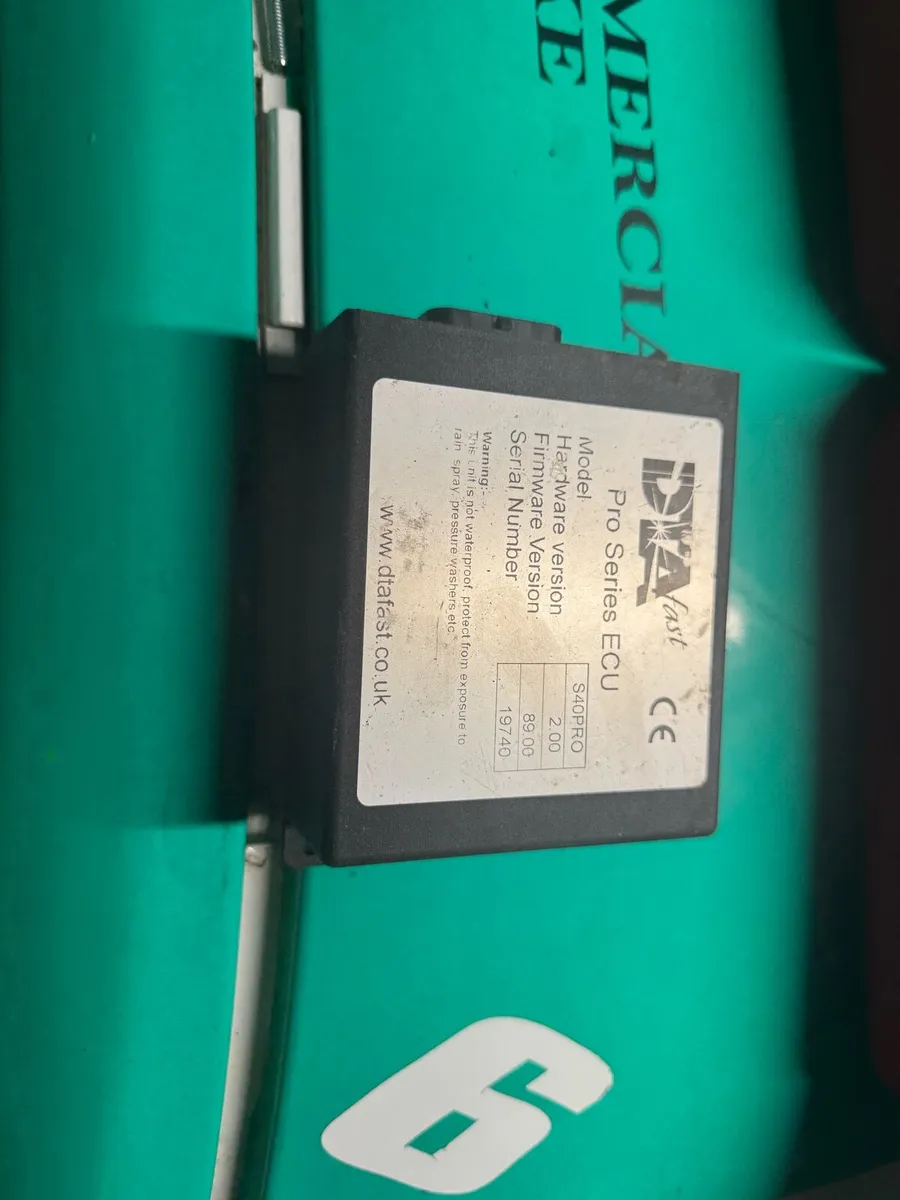 MERCIA
KE
DTAfast CE
Pro Series ECU
Model S40PRO
Hardware version 2.00
Firmware Version 89.00
Serial Number 19740
Warning:-
This unit is not waterproof, protect from exposure to
rain, spray, pressure washers etc.
www.dtafast.co.uk
6